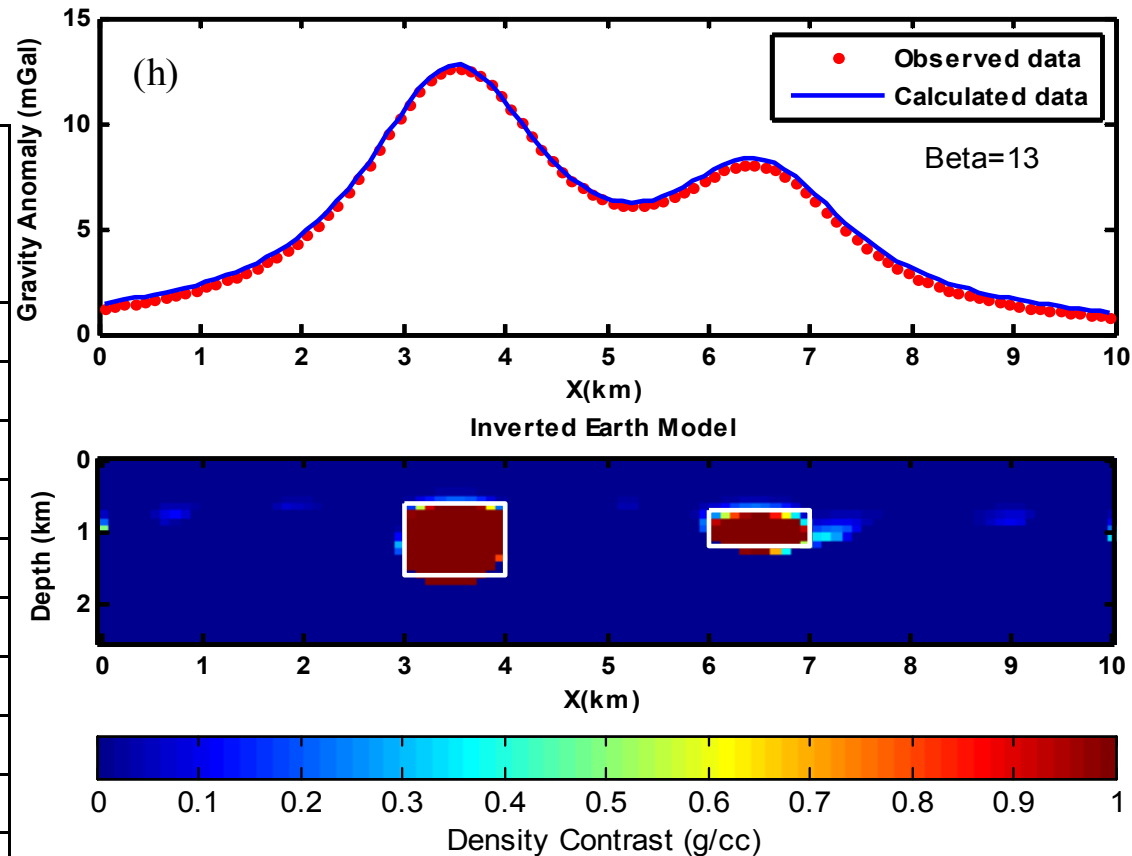 15
10
5
0
Gravity Anomaly (mGal)
(h)
Observed data
Calculated data
Beta=13
0 1 2 3 4 5 6 7 8 9 10
X(km)
Inverted Earth Model
0
1
2
Depth (km)
0 1 2 3 4 5 6 7 8 9 10
X(km)
0 0.1 0.2 0.3 0.4 0.5 0.6 0.7 0.8 0.9 1
Density Contrast (g/cc)